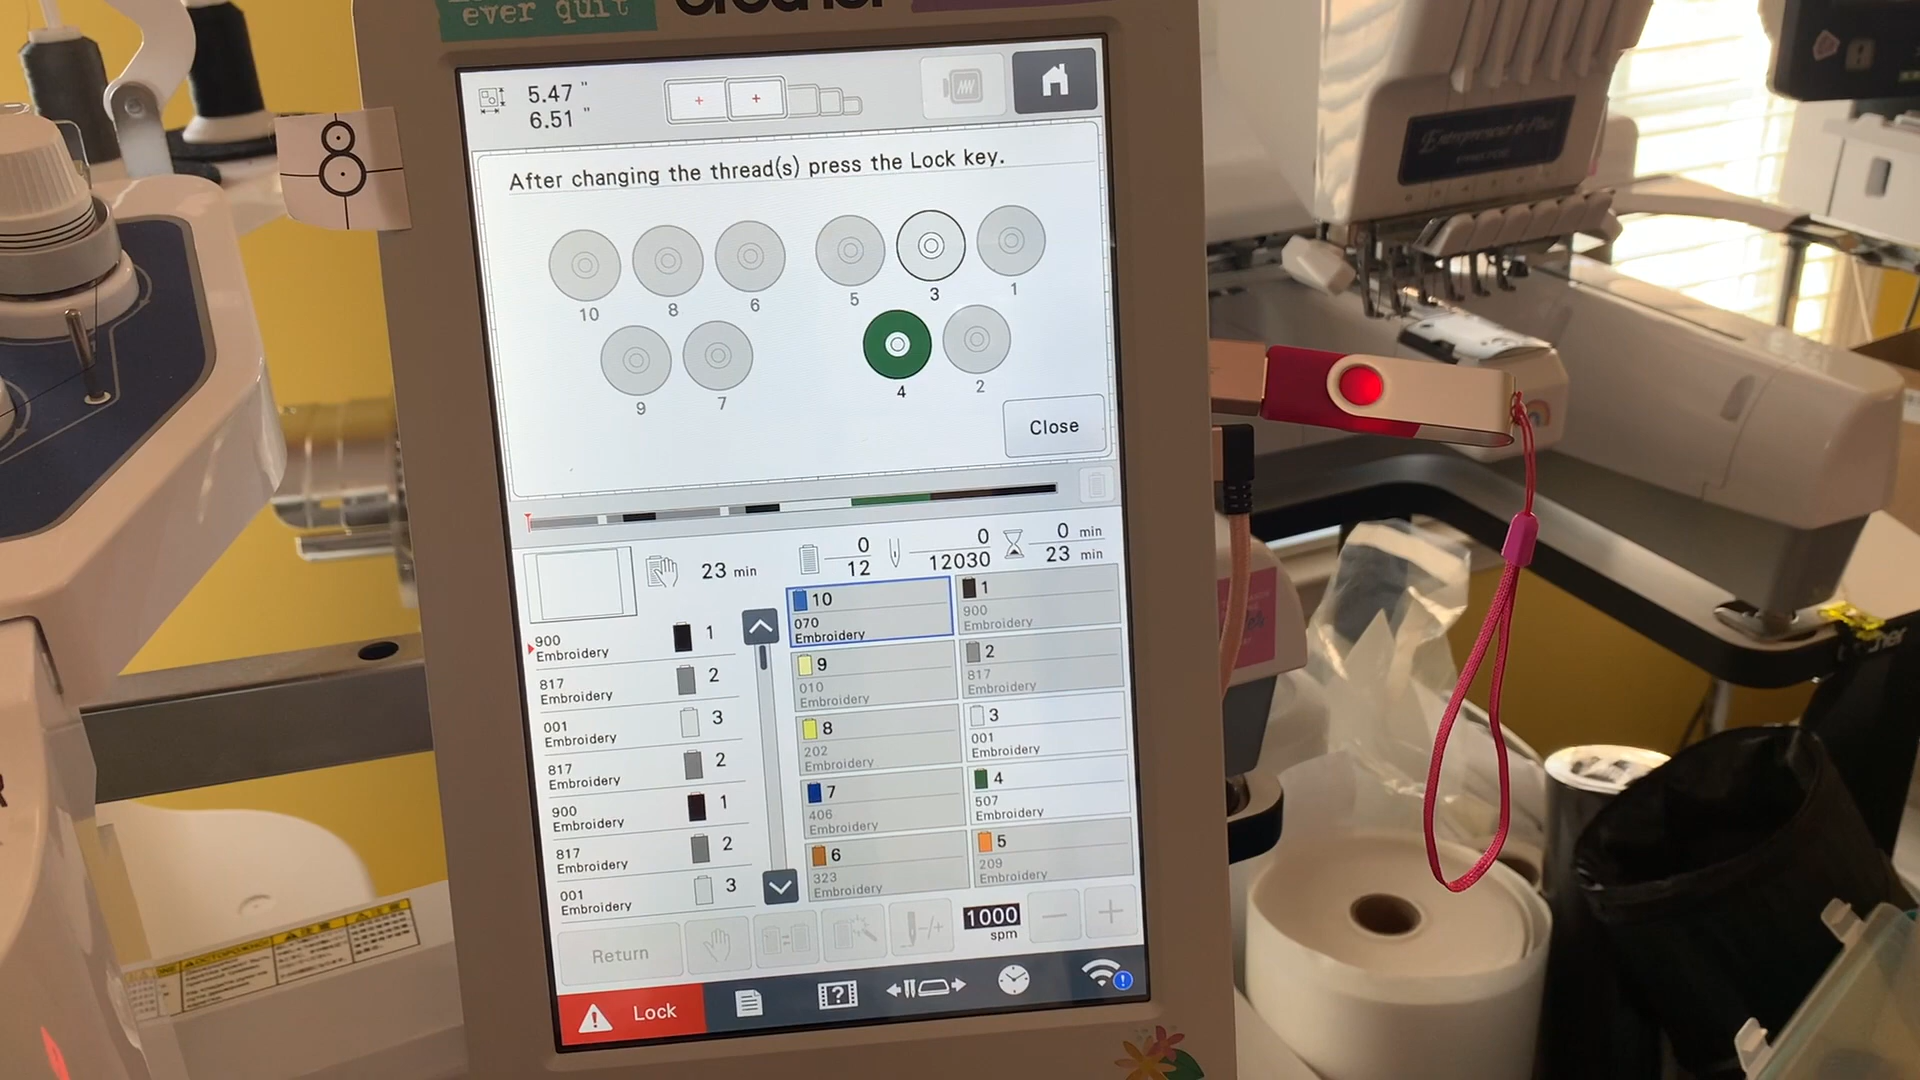 ever quit
5.47 "
6.51 "
After changing the thread(s) press the Lock key.
10
8
6
5
3
1
9
7
4
2
Close
23 min
0
12
0
12030
0 min
23 min
900
Embroidery
1
817
Embroidery
2
001
Embroidery
3
817
Embroidery
2
900
Embroidery
1
817
Embroidery
2
001
Embroidery
3
10
070
Embroidery
1
900
Embroidery
9
010
Embroidery
2
817
Embroidery
8
202
Embroidery
3
001
Embroidery
7
406
Embroidery
4
507
Embroidery
6
323
Embroidery
5
209
Embroidery
Return
-/+
1000
spm
Lock
?
Entrepreneur 6-Plus